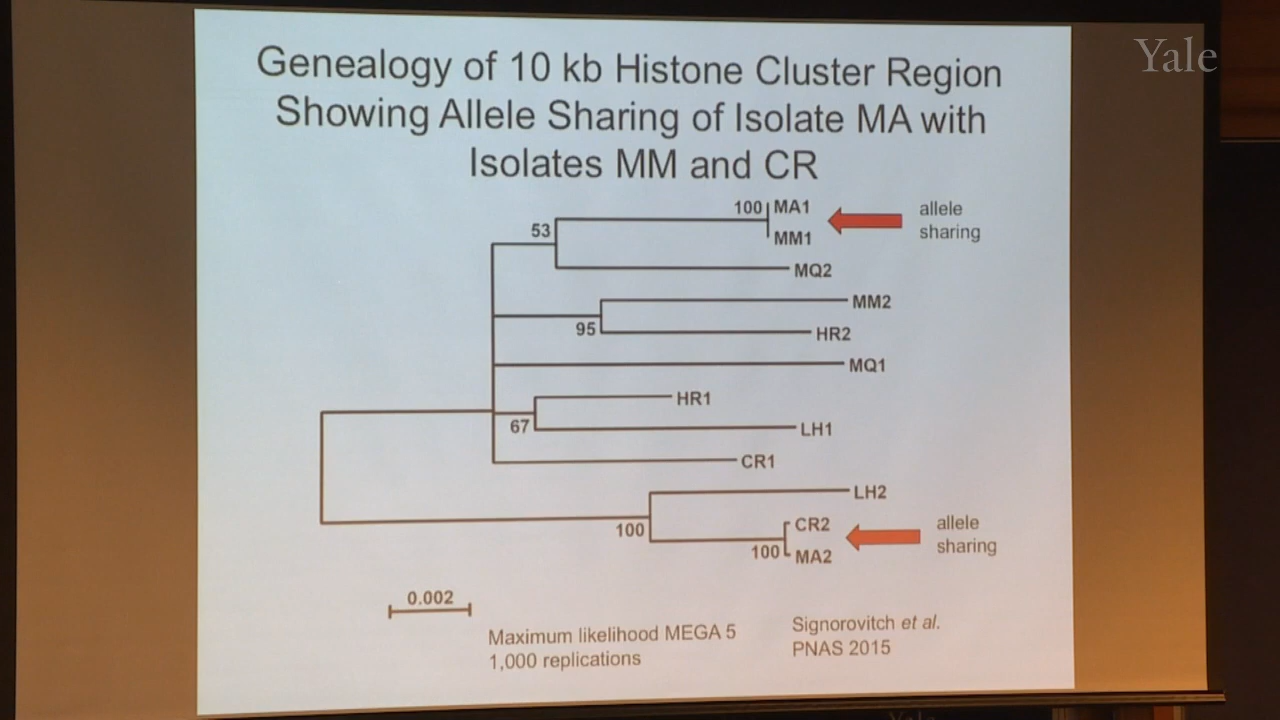 Yale
Genealogy of 10 kb Histone Cluster Region
Showing Allele Sharing of Isolate MA with
Isolates MM and CR
100 MA1
allele
sharing
53
MM1
MQ2
MM2
95
HR2
MQ1
HR1
67
LH1
CR1
LH2
100
CR2
allele
sharing
100
MA2
0.002
Maximum likelihood MEGA 5
1,000 replications
Signorovitch et al.
PNAS 2015